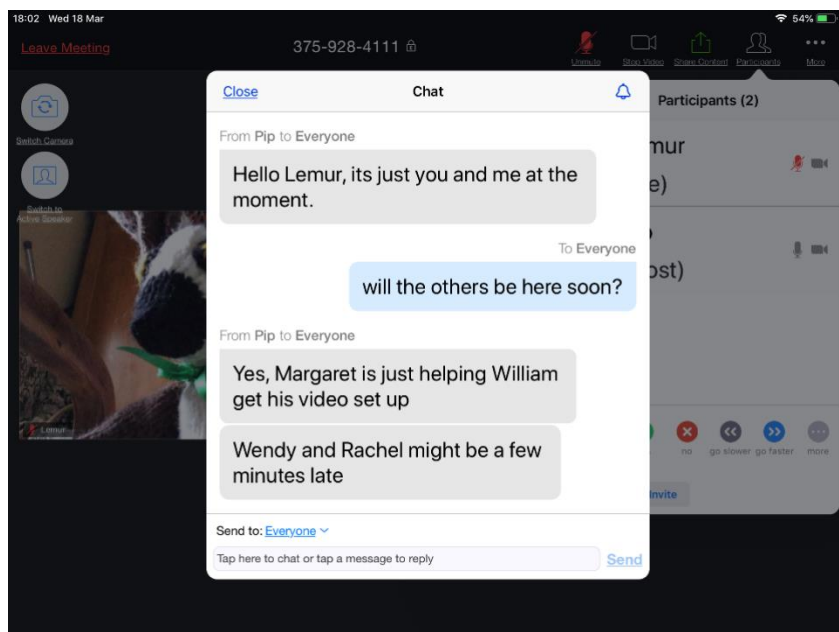 18:02 Wed 18 Mar
54%
Leave Meeting
375-928-4111
Unmute
Stop Video
Share Content
Participants
More
Switch Camera
Switch to
Active Speaker
Lemur
Close
Chat
From Pip to Everyone
Hello Lemur, its just you and me at the
moment.
To Everyone
will the others be here soon?
From Pip to Everyone
Yes, Margaret is just helping William
get his video set up
Wendy and Rachel might be a few
minutes late
Send to: Everyone
Tap here to chat or tap a message to reply
Send
Participants (2)
mur
e)
ost)
no
go slower
go faster
more
Invite